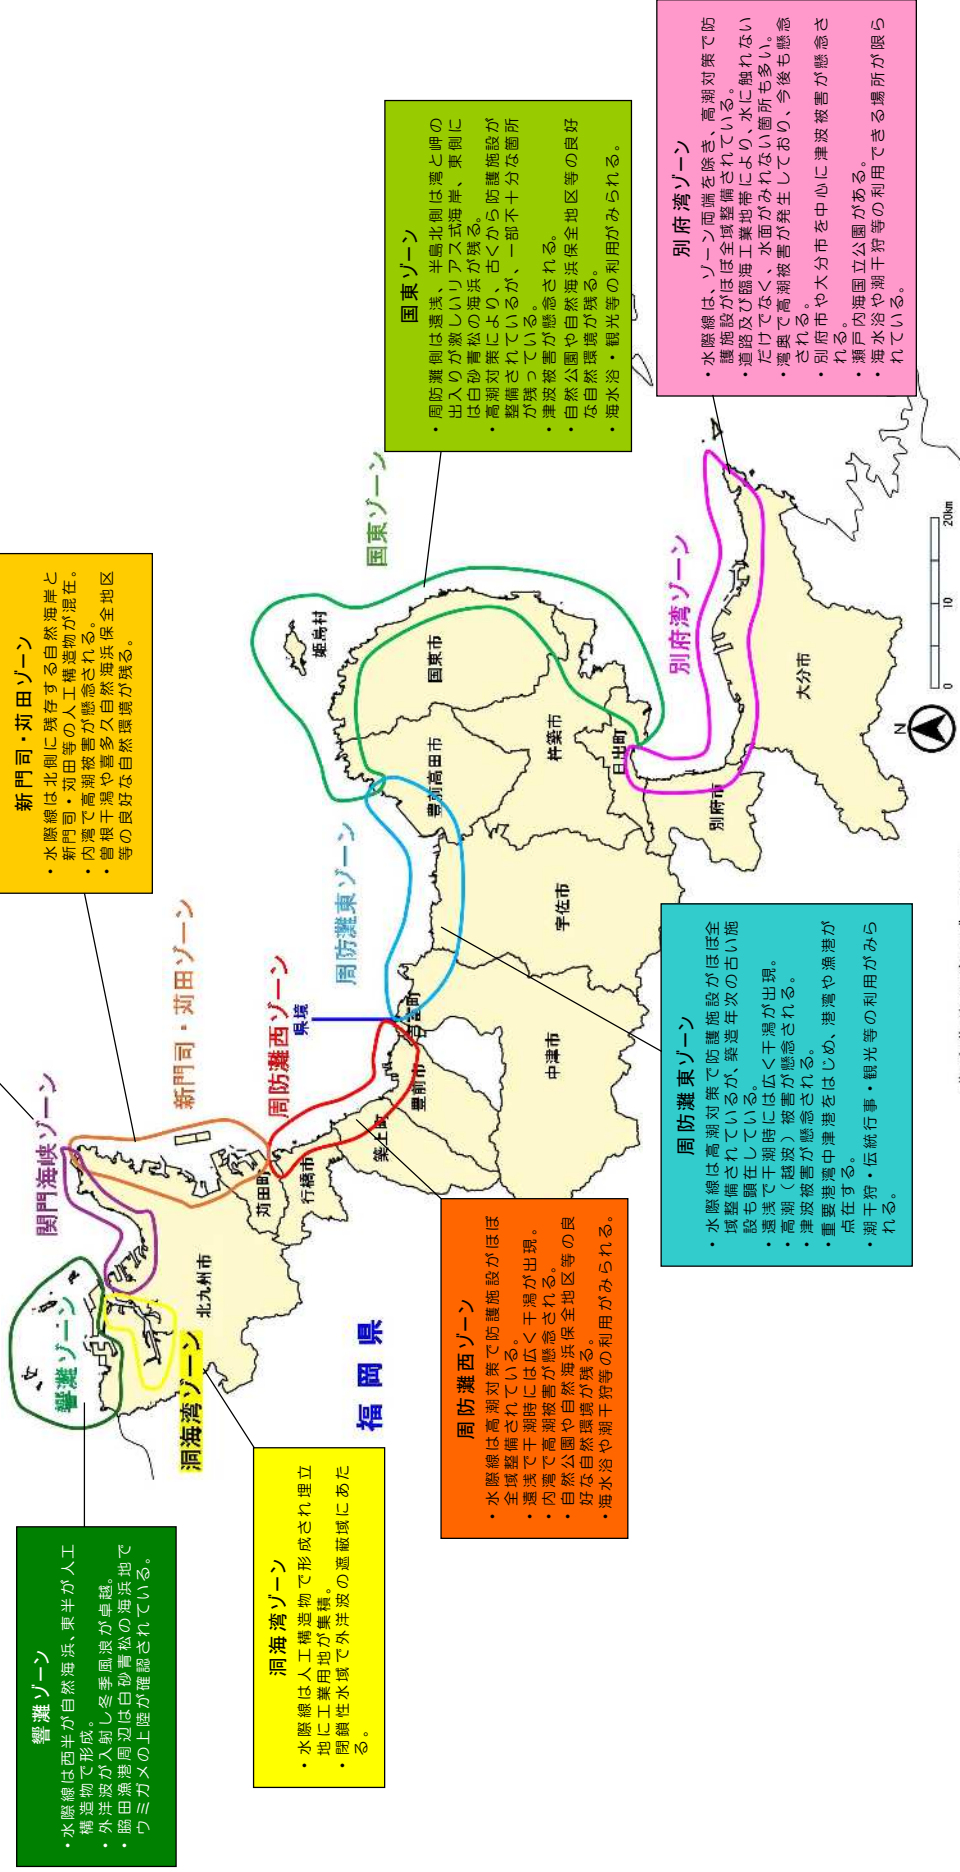 響灘ゾーン
・水際線は西半が自然海浜、東半が人工
構造物で形成。
・外洋波が入射し冬季風浪が卓越。
・脇田漁港周辺は白砂青松の海浜地で
ウミガメの上陸が確認されている。
洞海湾ゾーン
・水際線は人工構造物で形成され埋立
地に工業用地が集積。
・閉鎖性水域で外洋波の遮蔽域にあた
る。
周防灘西ゾーン
・水際線は高潮対策で防護施設がほぼ
全域整備されている。
・遠浅で干潮時には広く干潟が出現。
・内湾で高潮被害が懸念される。
・自然公園や自然海浜保全地区等の良
好な自然環境が残る。
・海水浴や潮干狩等の利用がみられる。
周防灘東ゾーン
・水際線は高潮対策で防護施設がほぼ全
域整備されているが、築造年次の古い施
設も顕在している。
・遠浅で干潮時には広く干潟が出現。
・高潮（越波）被害が懸念される。
・津波被害が懸念される。
・重要港湾中津港をはじめ、港湾や漁港が
点在する。
・潮干狩・伝統行事・観光等の利用がみら
れる。
新門司・苅田ゾーン
・水際線は北側に残存する自然海岸と
新門司・苅田等の人工構造物が混在。
・内湾で高潮被害が懸念される。
・曽根干潟や喜多久自然海浜保全地区
等の良好な自然環境が残る。
国東ゾーン
・周防灘側は遠浅、半島北側は湾と岬の
出入りが激しいリアス式海岸、東側に
は白砂青松の海浜が残る。
・高潮対策により、古くから防護施設が
整備されているが、一部不十分な箇所
が残っている。
・津波被害が懸念される。
・自然公園や自然海浜保全地区等の良好
な自然環境が残る。
・海水浴・観光等の利用がみられる。
別府湾ゾーン
・水際線は、ゾーン両端を除き、高潮対策で防
護施設がほぼ全域整備されている。
・道路及び臨海工業地帯により、水に触れない
だけでなく、水面がみれない箇所も多い。
・湾奥で高潮被害が発生しており、今後も懸念
される。
・別府市や大分市を中心に津波被害が懸念さ
れる。
・瀬戸内海国立公園がある。
・海水浴や潮干狩等の利用できる場所が限ら
れている。
響灘ゾーン
関門海峡ゾーン
洞海湾ゾーン
新門司・苅田ゾーン
周防灘西ゾーン
県境
周防灘東ゾーン
国東ゾーン
別府湾ゾーン
福岡県
北九州市
苅田町
行橋市
築上町
豊前市
中津市
宇佐市
豊前高田市
国東市
姫島村
杵築市
日出町
別府市
大分市
N
0 10 20km